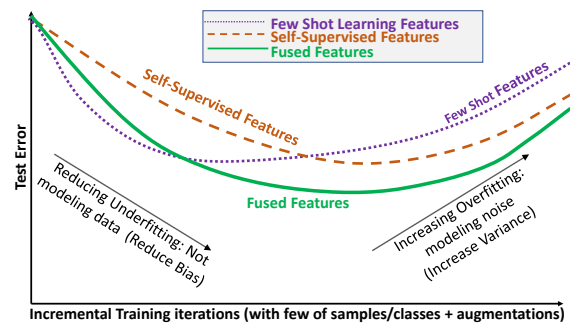 Few Shot Learning Features
Self-Supervised Features
Fused Features
Self-Supervised Features
Few Shot Features
Test Error
Reducing Underfitting: Not
modeling data (Reduce Bias)
Fused Features
Increasing Overfitting:
modeling noise
(Increase Variance)
Incremental Training iterations (with few of samples/classes + augmentations)